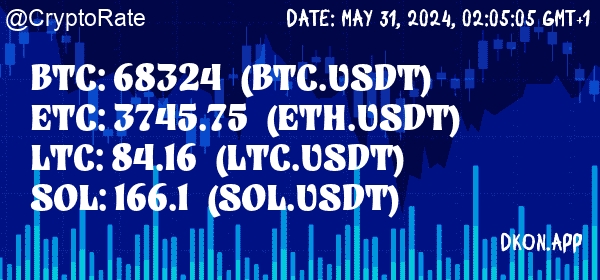 @CryptoRate
DATE: MAY 31, 2024, 02:05:05 GMT+1
BTC: 68324 (BTC.USDT)
ETC: 3745.75 (ETH.USDT)
LTC: 84.16 (LTC.USDT)
SOL: 166.1 (SOL.USDT)
DKON.APP